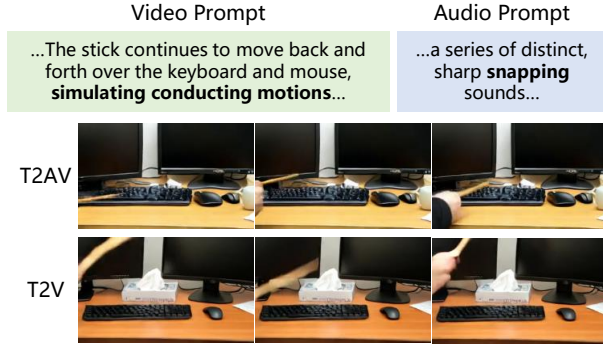 Video Prompt
Audio Prompt
...The stick continues to move back and
forth over the keyboard and mouse,
simulating conducting motions...
...a series of distinct,
sharp snapping
sounds...
T2AV
T2V